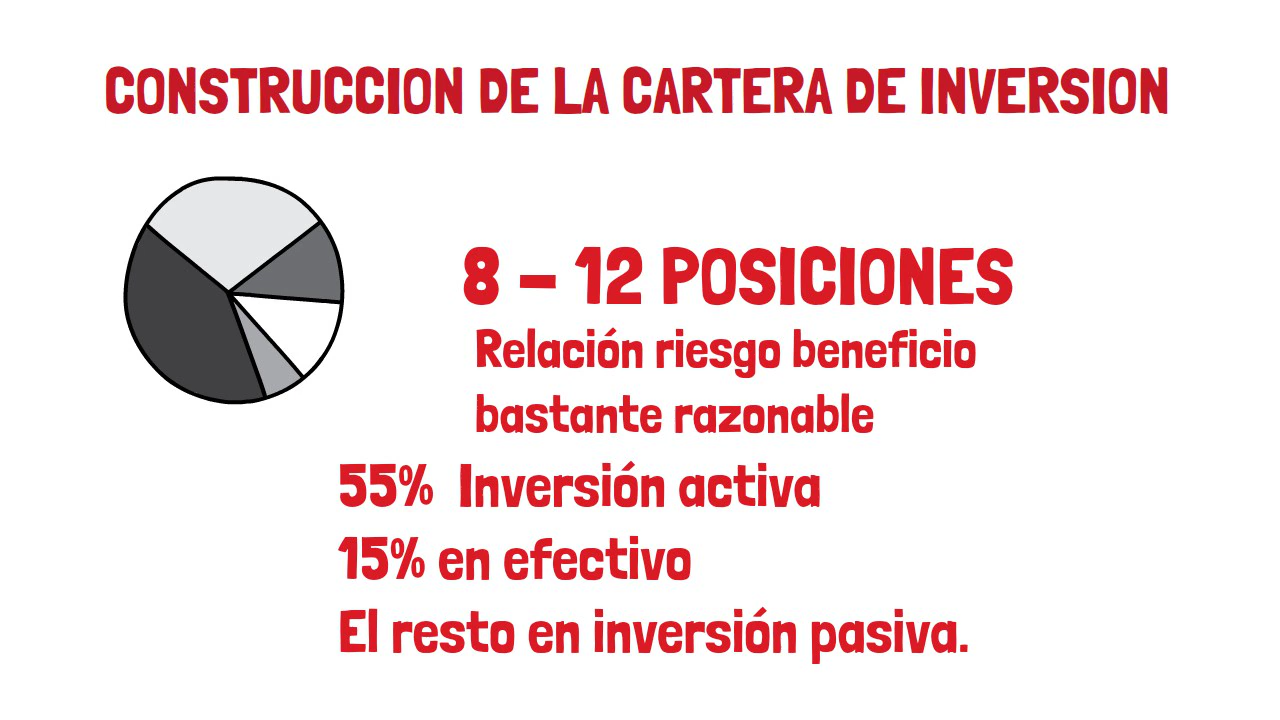 CONSTRUCCION DE LA CARTERA DE INVERSION
8 – 12 POSICIONES
Relación riesgo beneficio
bastante razonable
55% Inversión activa
15% en efectivo
El resto en inversión pasiva.